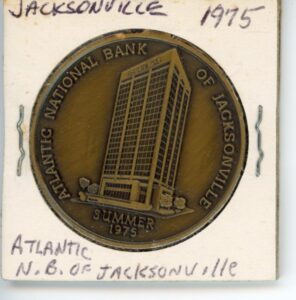 JACKSONVILLE 1975
ATLANTIC NATIONAL BANK OF JACKSONVILLE
SUMMER
1975
ATLANTIC
N.B. OF JACKSONVIlle